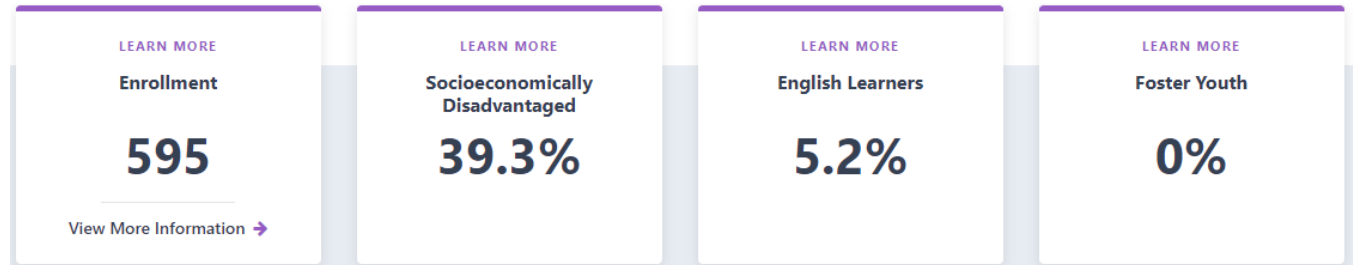 LEARN MORE
Enrollment
595
View More Information
LEARN MORE
Socioeconomically
Disadvantaged
39.3%
LEARN MORE
English Learners
5.2%
LEARN MORE
Foster Youth
0%